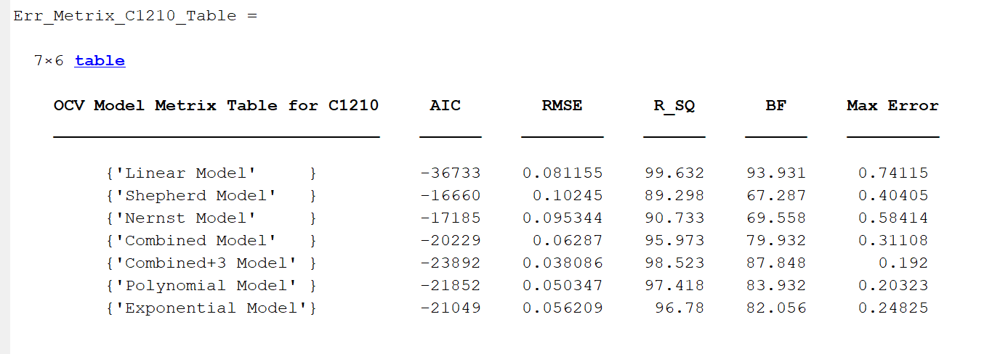 Err_Metrix_C1210_Table =
7×6 table
OCV Model Metrix Table for C1210 AIC RMSE R_SQ BF Max Error
{'Linear Model' } -36733 0.081155 99.632 93.931 0.74115
{'Shepherd Model' } -16660 0.10245 89.298 67.287 0.40405
{'Nernst Model' } -17185 0.095344 90.733 69.558 0.58414
{'Combined Model' } -20229 0.06287 95.973 79.932 0.31108
{'Combined+3 Model' } -23892 0.038086 98.523 87.848 0.192
{'Polynomial Model' } -21852 0.050347 97.418 83.932 0.20323
{'Exponential Model'} -21049 0.056209 96.78 82.056 0.24825